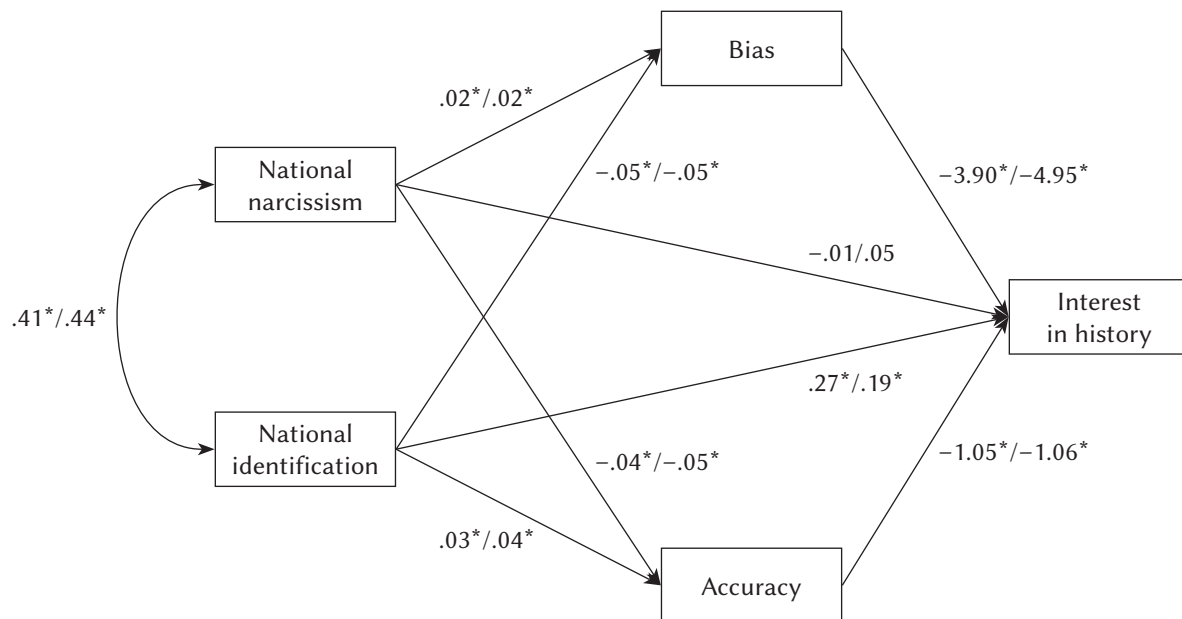 Bias
.02*/.02*
National
narcissism
−.05*/−.05*
−3.90*/−4.95*
−.01/.05
.41*/.44*
Interest
in history
.27*/.19*
National
identification
−.04*/−.05*
−1.05*/−1.06*
.03*/.04*
Accuracy